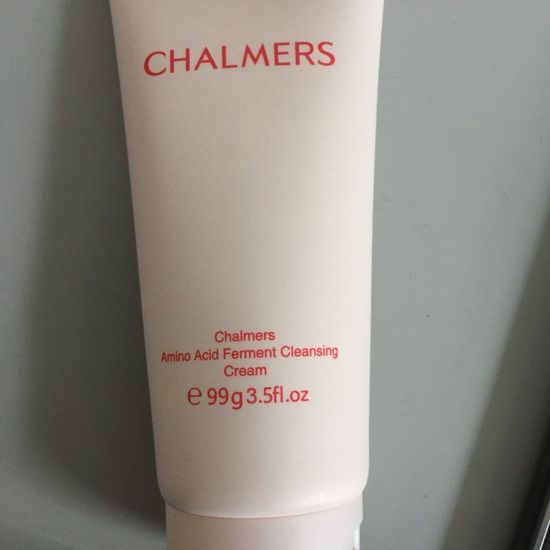 CHALMERS
Chalmers
Amino Acid Ferment Cleansing
Cream
℮ 99g 3.5fl.oz